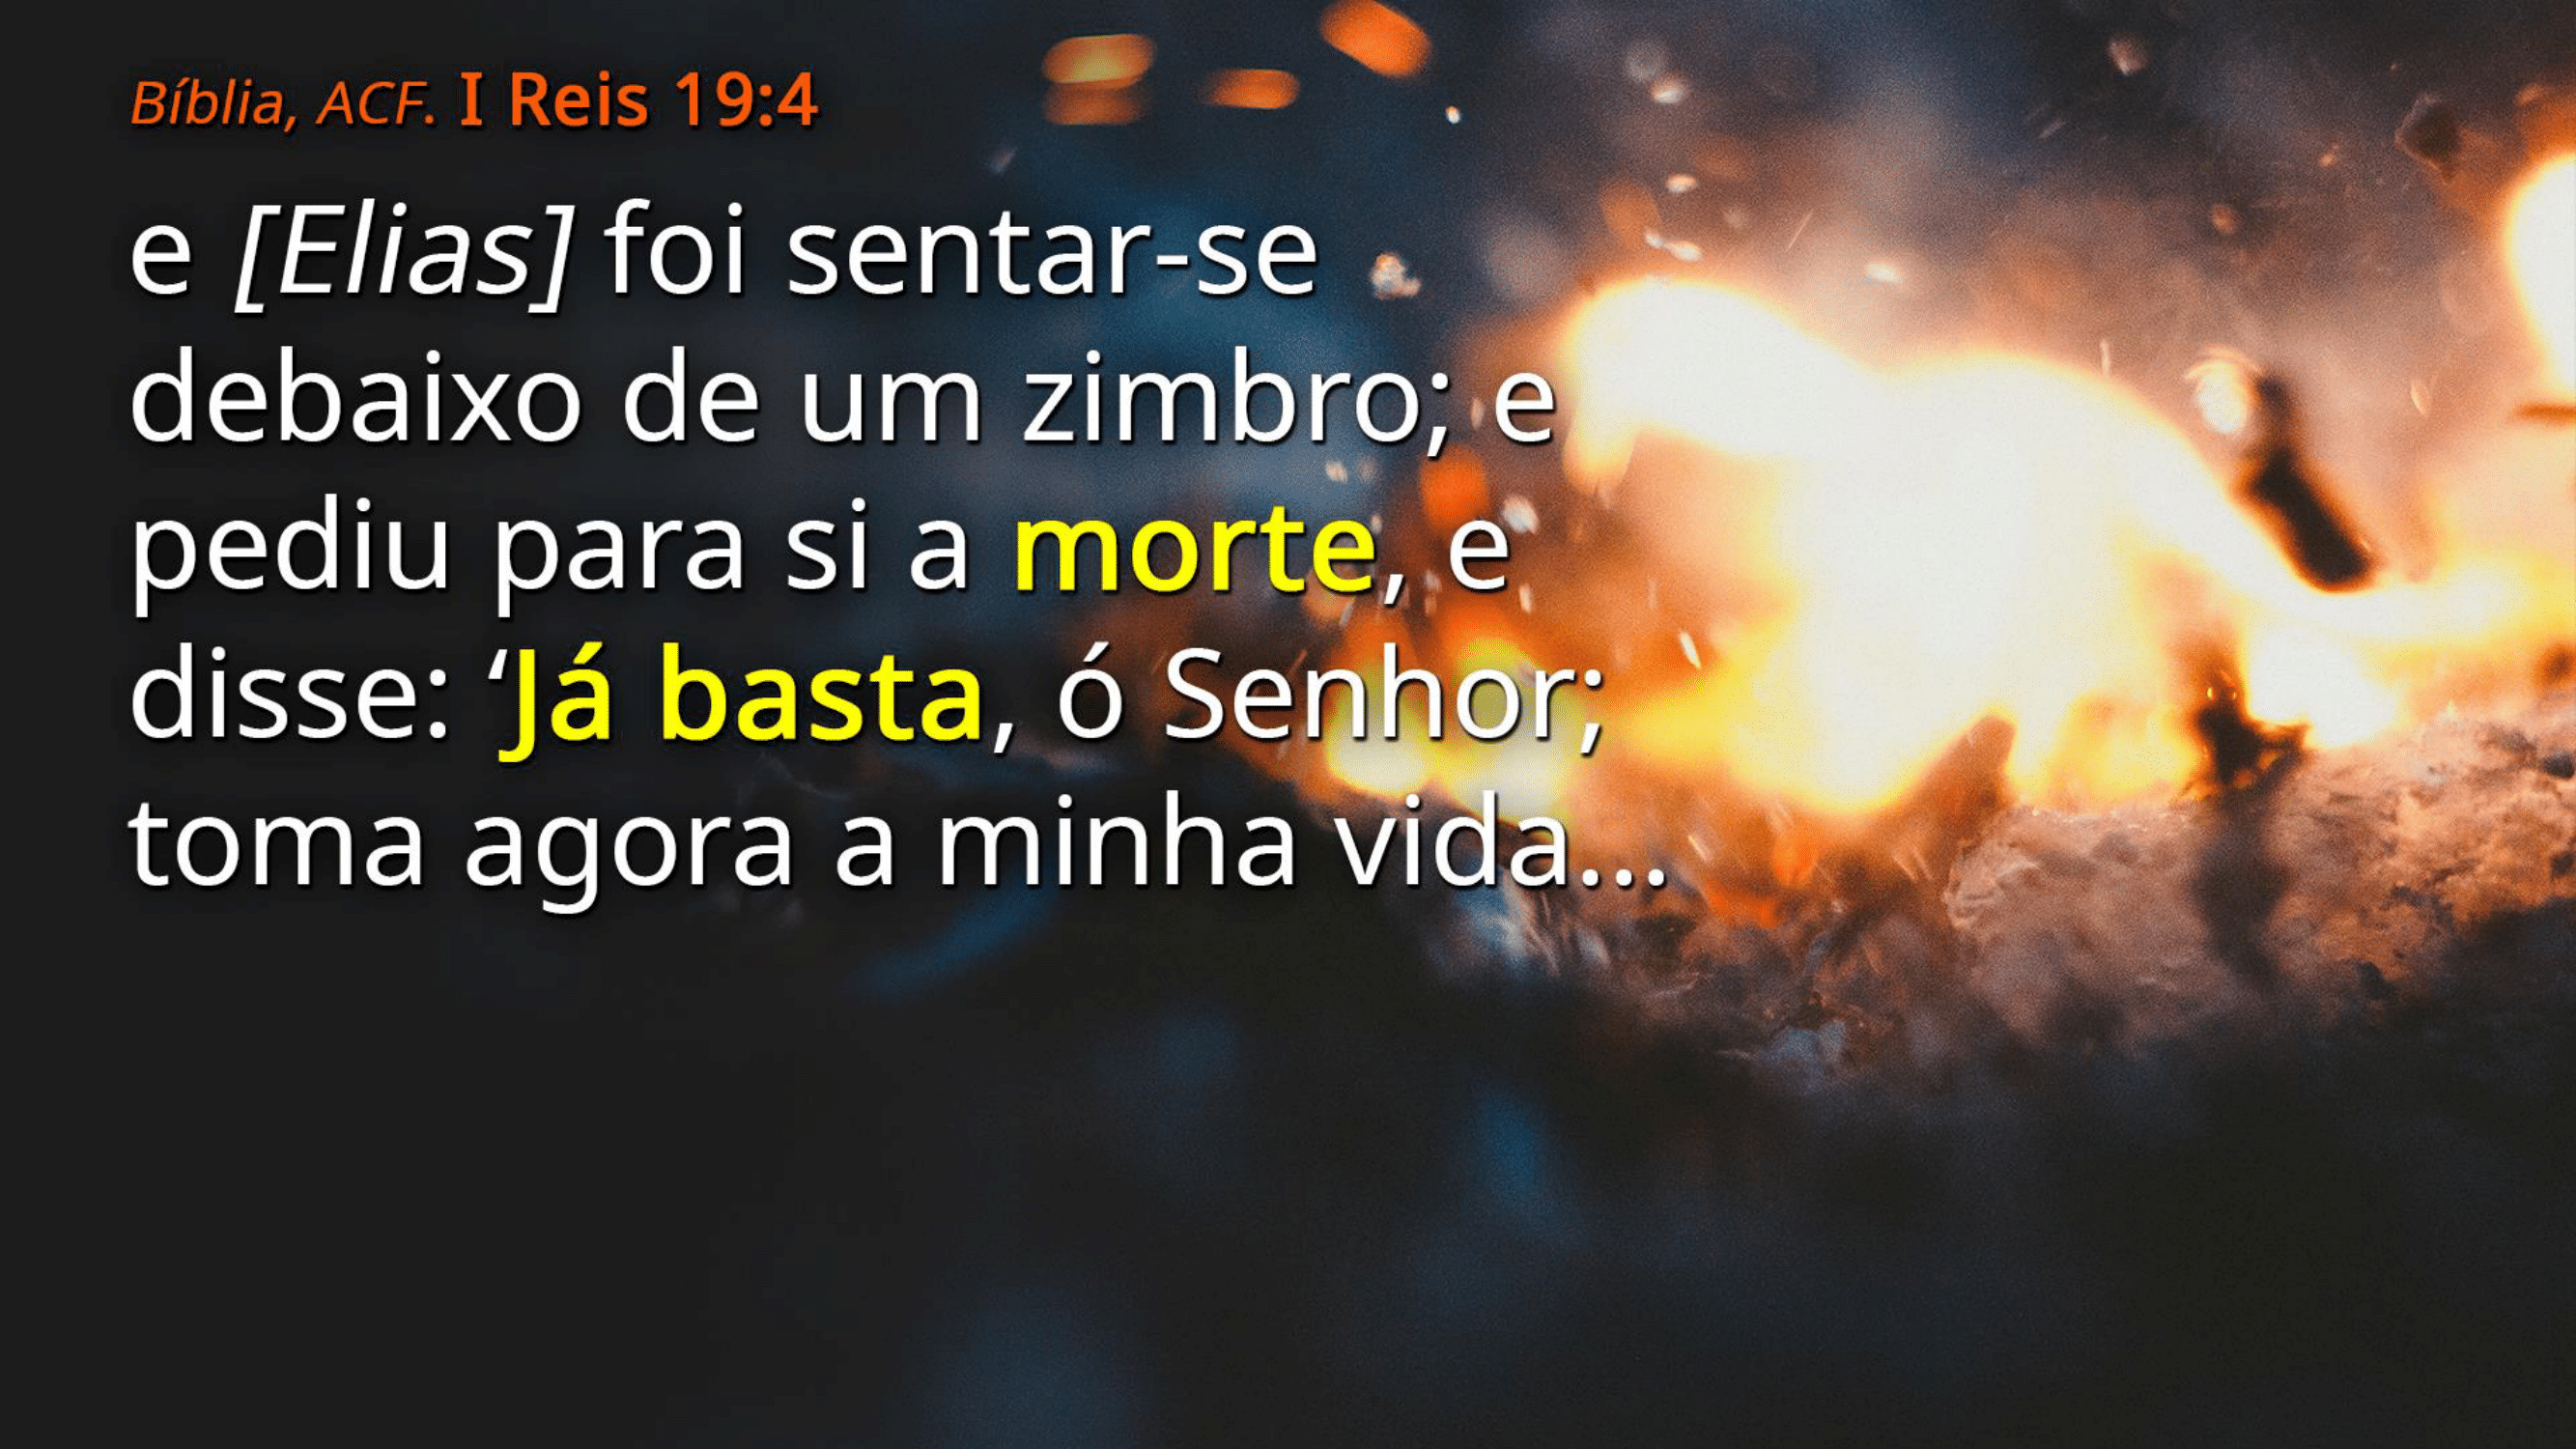 Bíblia, ACF. I Reis 19:4
e [Elias] foi sentar-se
debaixo de um zimbro; e
pediu para si a morte, e
disse: ‘Já basta, ó Senhor;
toma agora a minha vida...